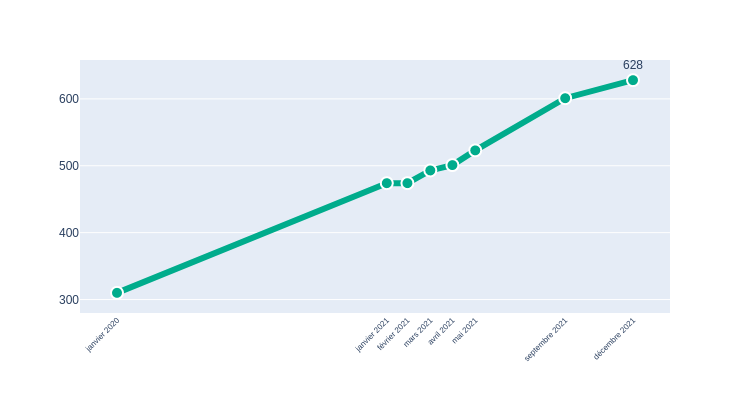 628
600
500
400
300
janvier 2020
janvier 2021
février 2021
mars 2021
avril 2021
mai 2021
septembre 2021
décembre 2021